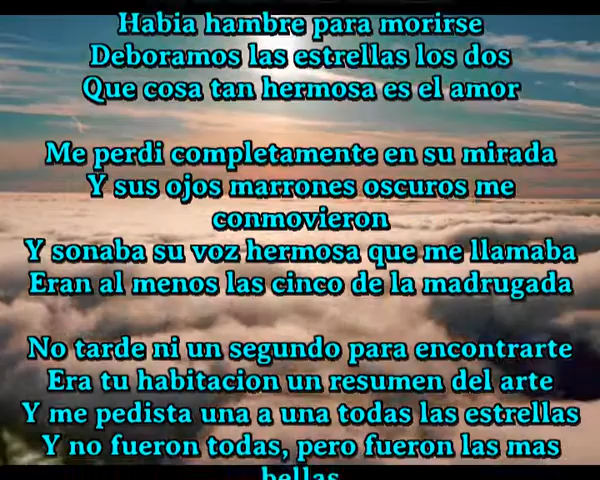 Habia hambre para morirse
Deboramos las estrellas los dos
Que cosa tan hermosa es el amor
Me perdi completamente en su mirada
Y sus ojos marrones oscuros me
conmovieron
Y sonaba su voz hermosa que me llamaba
Eran al menos las cinco de la madrugada
No tarde ni un segundo para encontrarte
Era tu habitacion un resumen del arte
Y me pedista una a una todas las estrellas
Y no fueron todas, pero fueron las mas
bellas